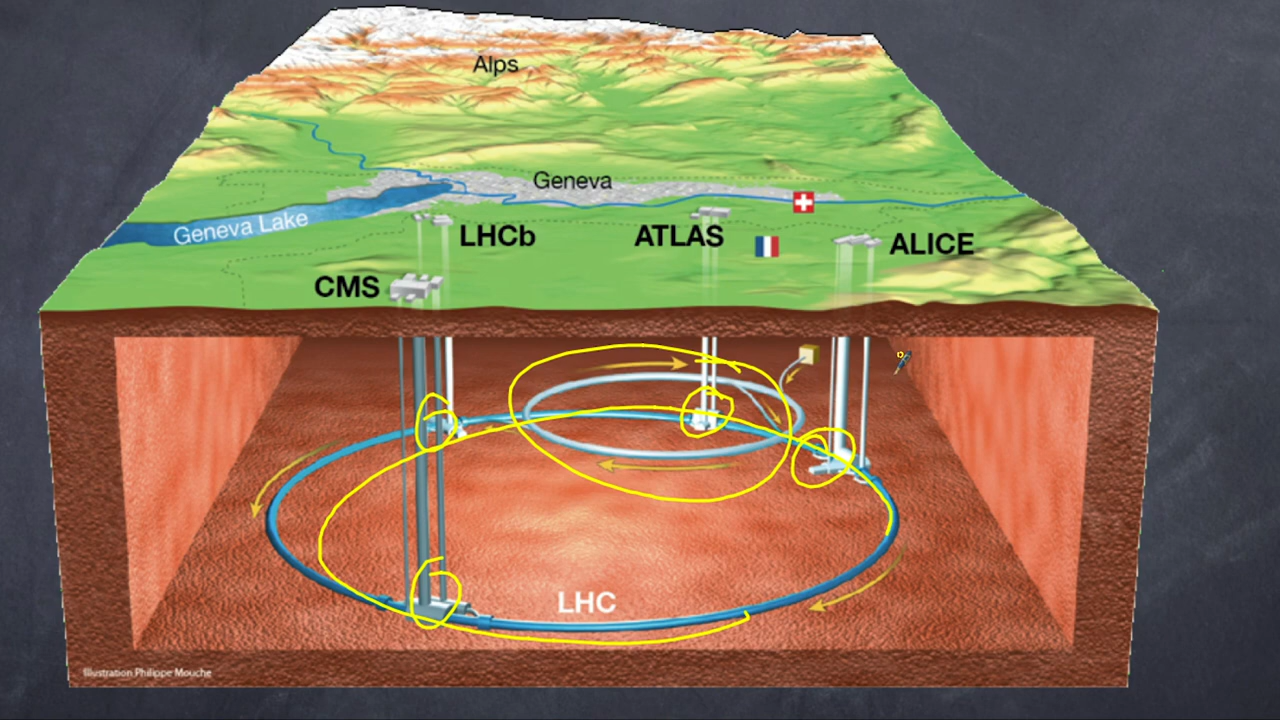 Alps
Geneva
Geneva Lake
LHCb
ATLAS
ALICE
CMS
LHC
Illustration Philippe Mouche